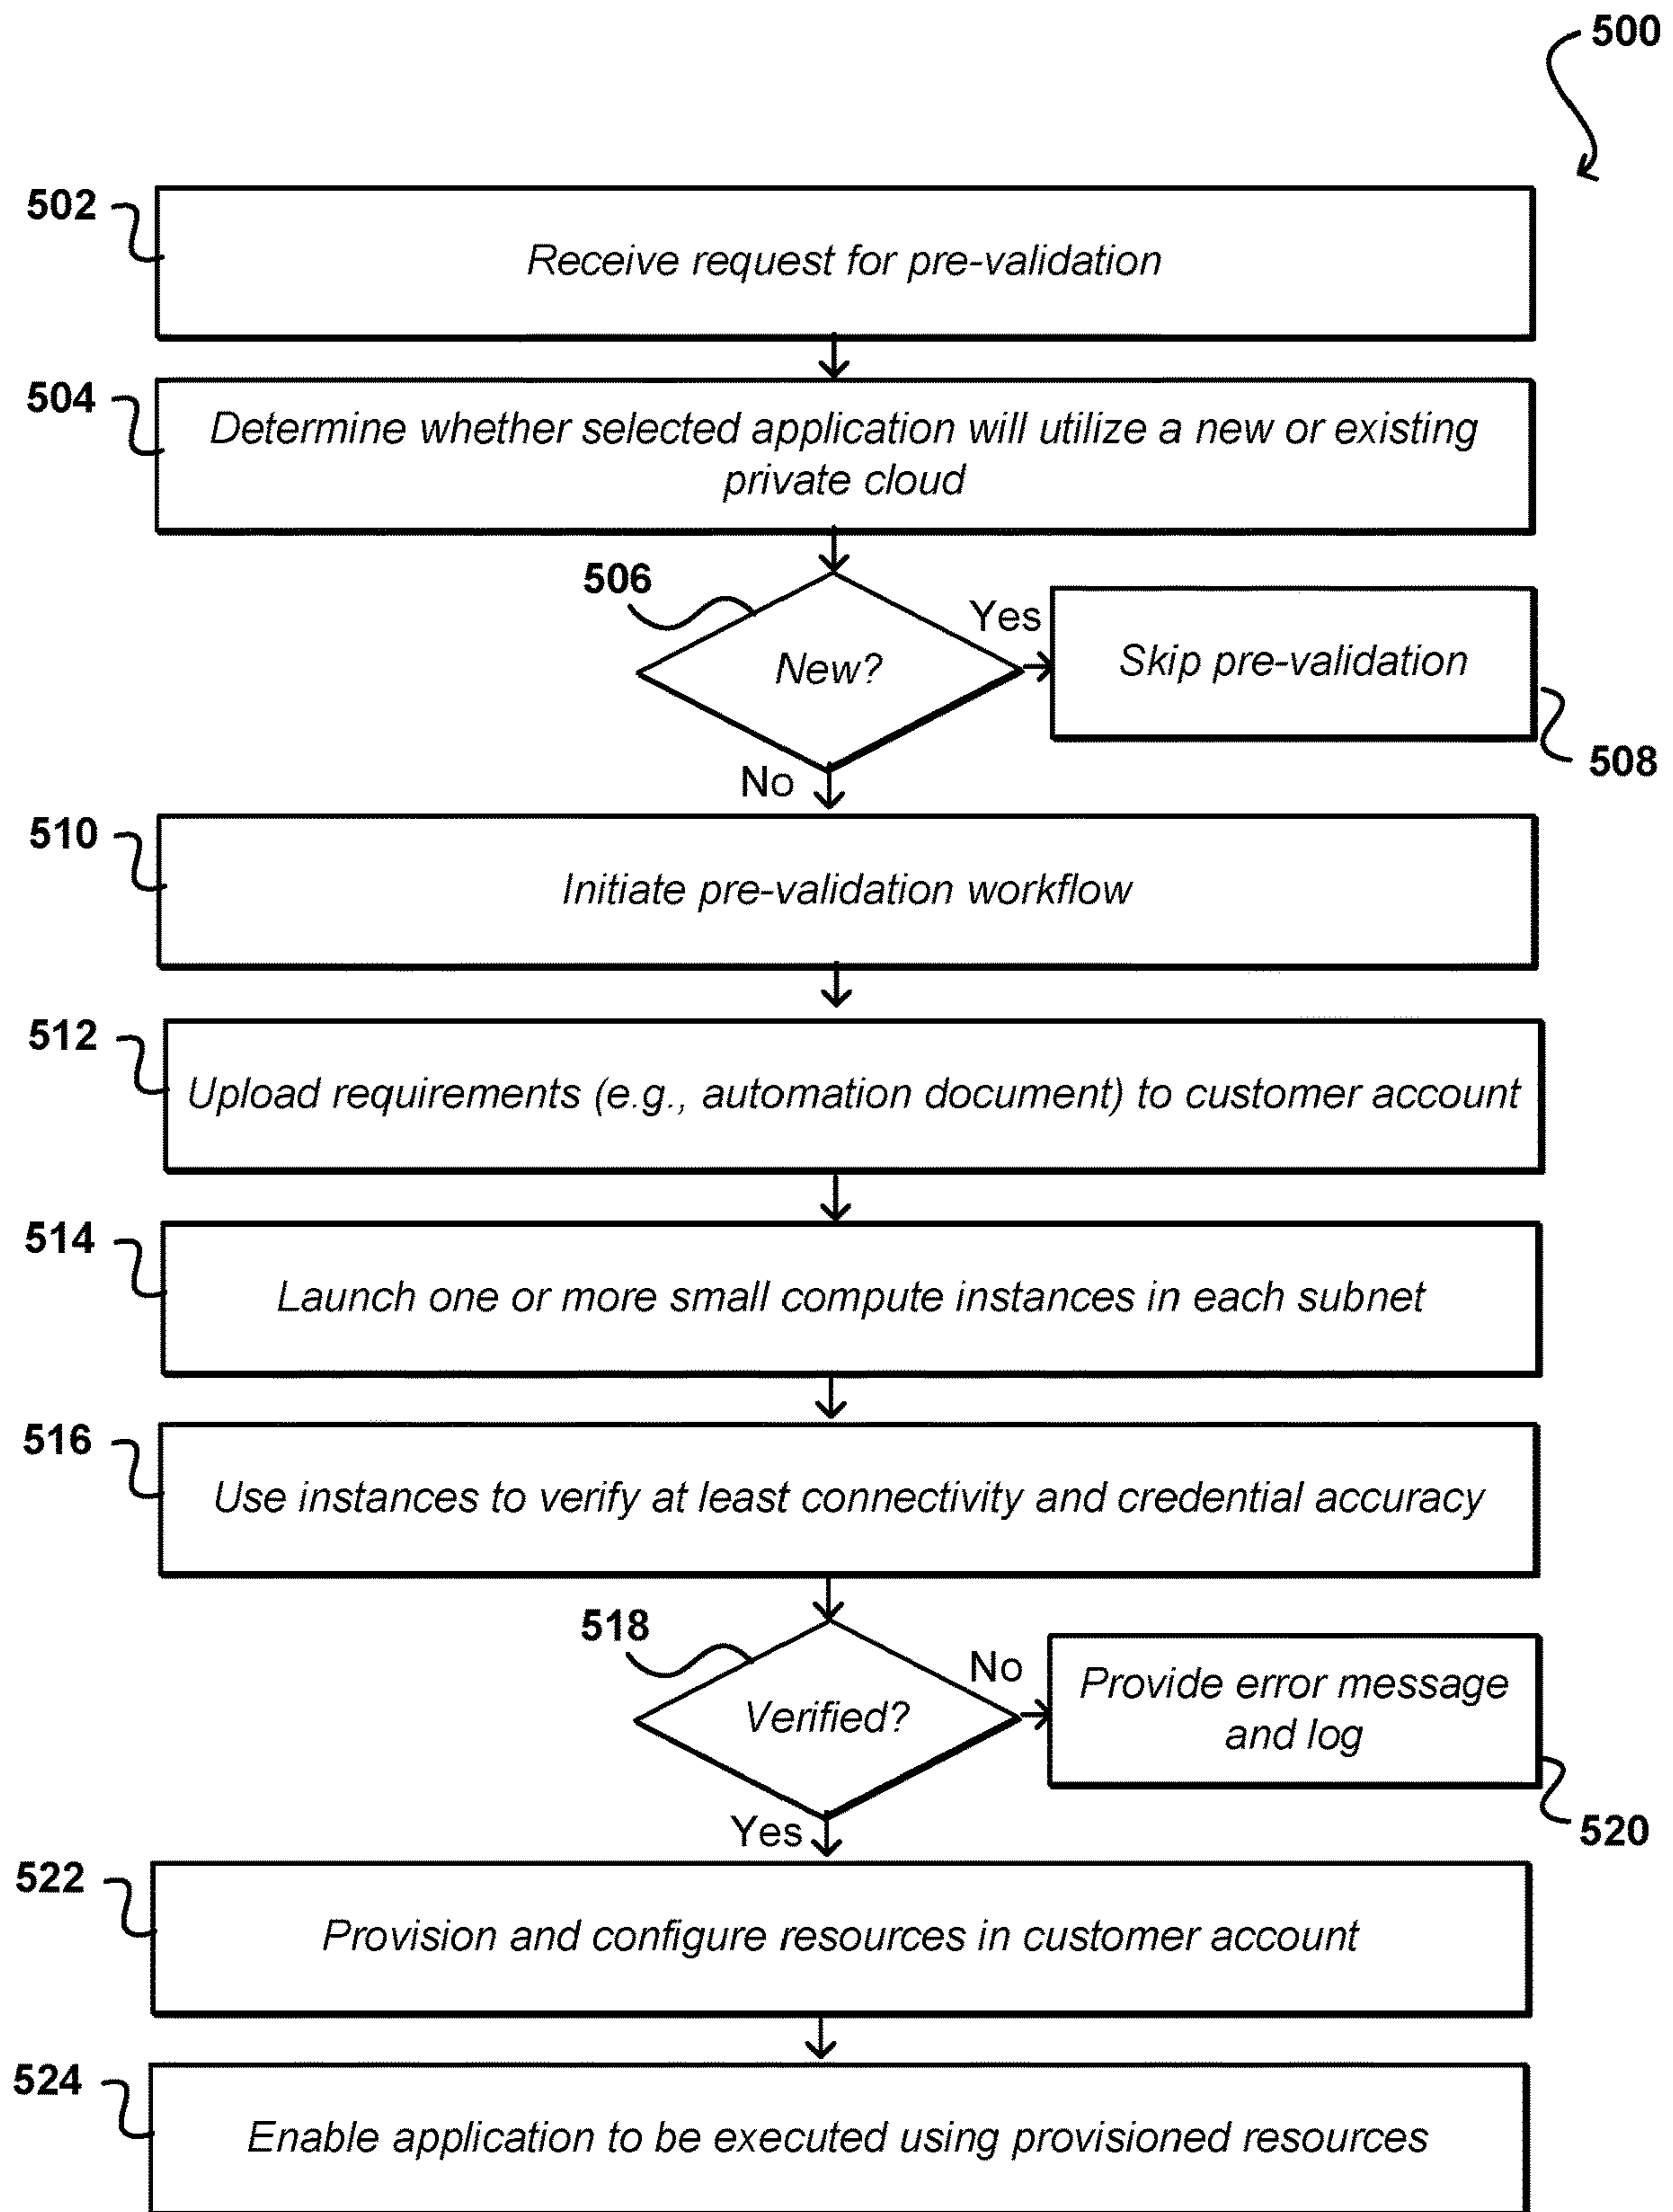 500
502
Receive request for pre-validation
504
Determine whether selected application will utilize a new or existing
private cloud
506
New?
Yes
Skip pre-validation
508
No
510
Initiate pre-validation workflow
512
Upload requirements (e.g., automation document) to customer account
514
Launch one or more small compute instances in each subnet
516
Use instances to verify at least connectivity and credential accuracy
518
Verified?
No
Provide error message
and log
520
Yes
522
Provision and configure resources in customer account
524
Enable application to be executed using provisioned resources